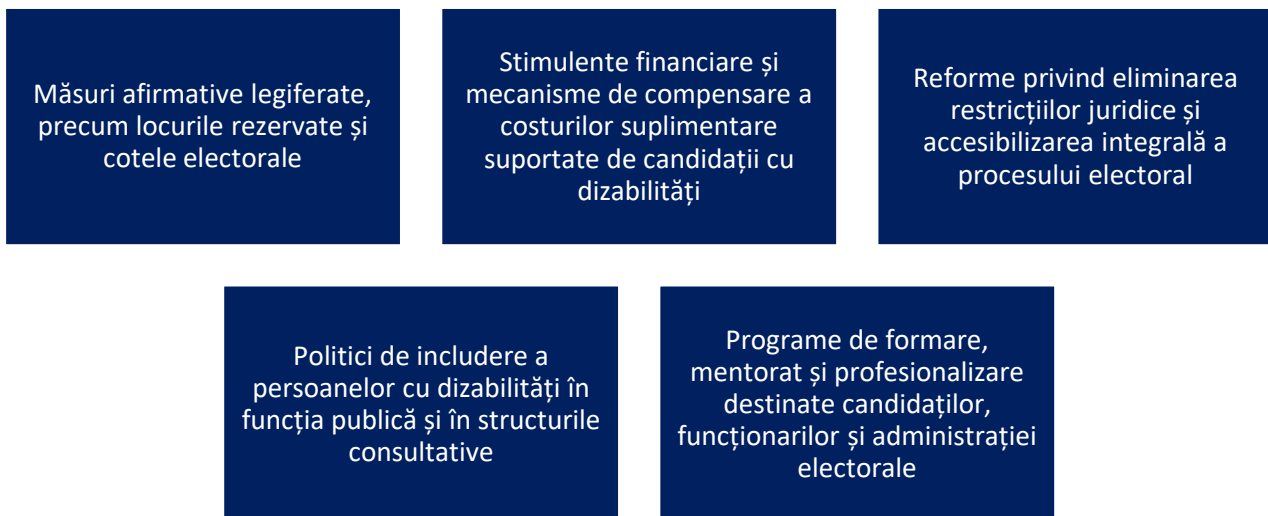 Măsuri afirmative legiferate,
precum locurile rezervate și
cotele electorale
Stimulente financiare și
mecanisme de compensare a
costurilor suplimentare
suportate de candidații cu
dizabilități
Reforme privind eliminarea
restricțiilor juridice și
accesibilizarea integrală a
procesului electoral
Politici de includere a
persoanelor cu dizabilități în
funcția publică și în structurile
consultative
Programe de formare,
mentorat și profesionalizare
destinate candidaților,
funcționarilor și administrației
electorale